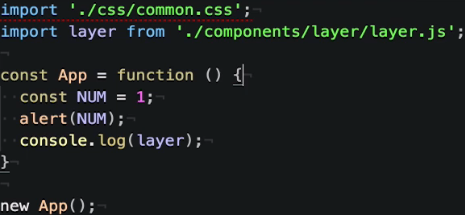 import './css/common.css';
import layer from './components/layer/layer.js';
const App = function () {
const NUM = 1;
alert(NUM);
console.log(layer);
}
new App();